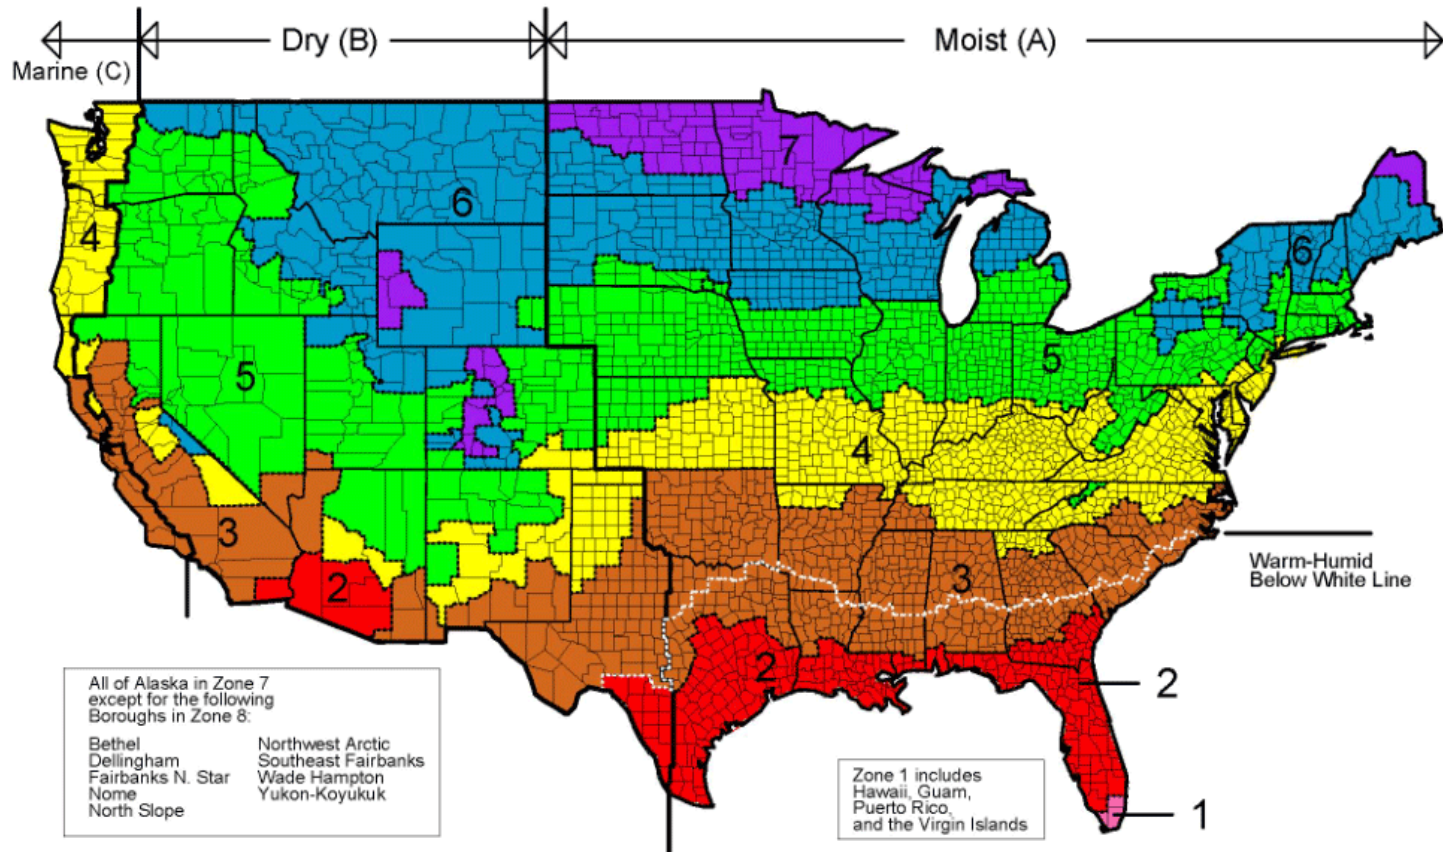 Dry (B)
Moist (A)
Marine (C)
7
6
4
6
5
5
4
3
3
Warm-Humid
Below White Line
2
2
2
1
All of Alaska in Zone 7
except for the following
Boroughs in Zone 8:
Bethel
Dellingham
Fairbanks N. Star
Nome
North Slope
Northwest Arctic
Southeast Fairbanks
Wade Hampton
Yukon-Koyukuk
Zone 1 includes
Hawaii, Guam,
Puerto Rico,
and the Virgin Islands